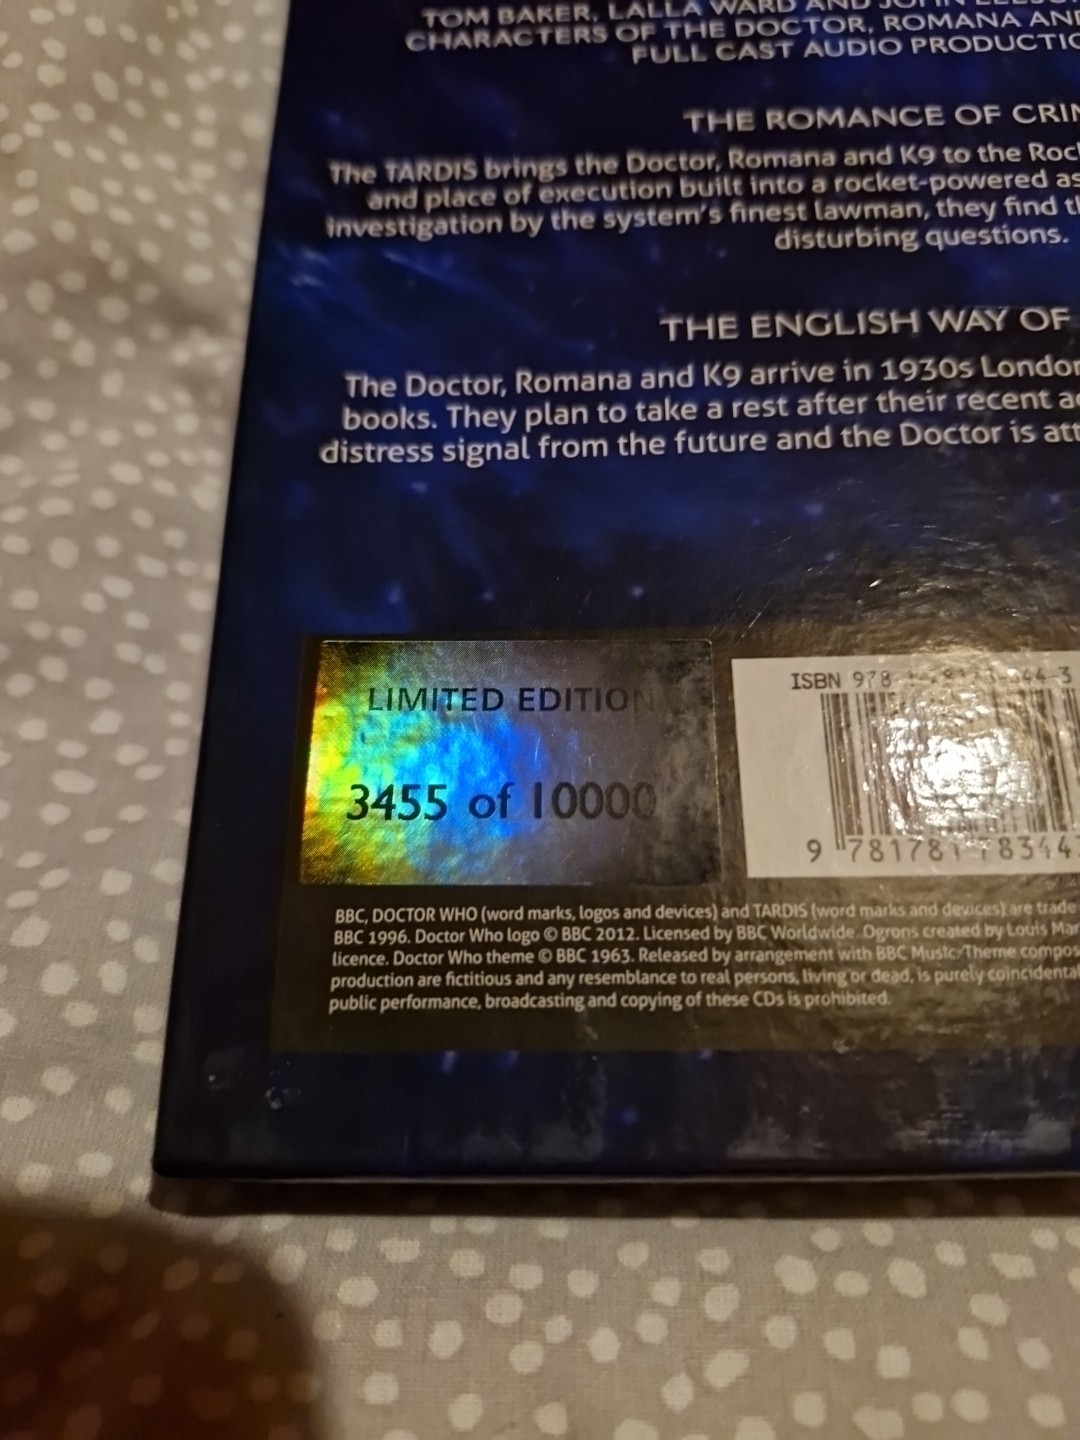 TOM BAKER, LALLA WARD AND JOHN
CHARACTERS OF THE DOCTOR, ROMANA AN
FULL CAST AUDIO PRODUCTIO
THE ROMANCE OF CRI
The TARDIS brings the Doctor, Romana and K9 to the Roc
and place of execution built into a rocket-powered as
investigation by the system's finest lawman, they find th
disturbing questions.
THE ENGLISH WAY OF
The Doctor, Romana and K9 arrive in 1930s London
books. They plan to take a rest after their recent a
distress signal from the future and the Doctor is att
LIMITED EDITION
3455 of 10000
ISBN 978
9 781781 78344
BBC, DOCTOR WHO (word marks, logos and devices) and TARDIS (word marks and devices) are trade
BBC 1996. Doctor Who logo © BBC 2012. Licensed by BBC Worldwide. Ogrons created by Louis Mar
licence. Doctor Who theme © BBC 1963. Released by arrangement with BBC Music. Theme compos
production are fictitious and any resemblance to real persons, living or dead, is purely coincidental
public performance, broadcasting and copying of these CDs is prohibited.